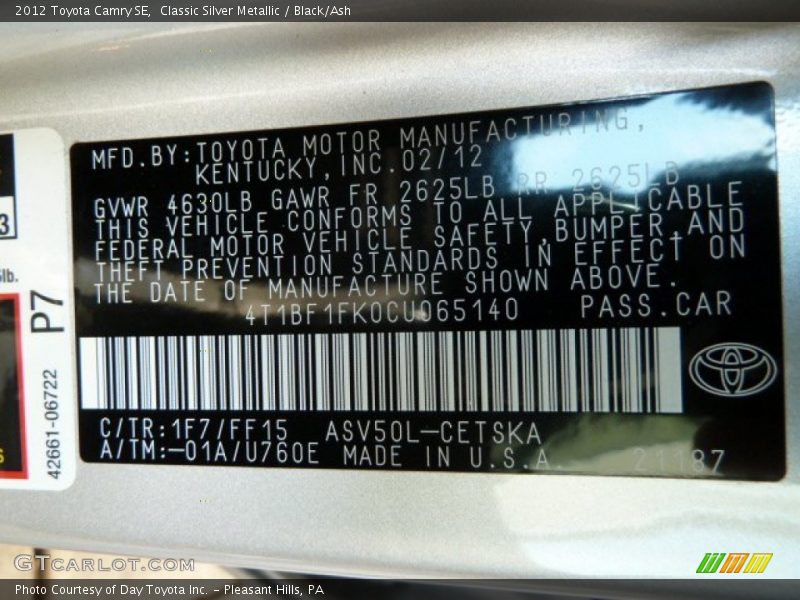 2012 Toyota Camry SE,  Classic Silver Metallic / Black/Ash
MFD.BY:TOYOTA MOTOR MANUFACTURING,
KENTUCKY,INC.02/12
GVWR 4630LB GAWR FR 2625LB RR 2625LB
THIS VEHICLE CONFORMS TO ALL APPLICABLE
FEDERAL MOTOR VEHICLE SAFETY,BUMPER,AND
THEFT PREVENTION STANDARDS IN EFFECT ON
THE DATE OF MANUFACTURE SHOWN ABOVE.
4T1BF1FK0CU065140 PASS.CAR
C/TR:1F7/FF15 ASV50L-CETSKA
A/TM:-01A/U760E MADE IN U.S.A.
21187
3
lb.
P7
42661-06722
S
GTCARLOT.COM
Photo Courtesy of Day Toyota Inc. - Pleasant Hills, PA